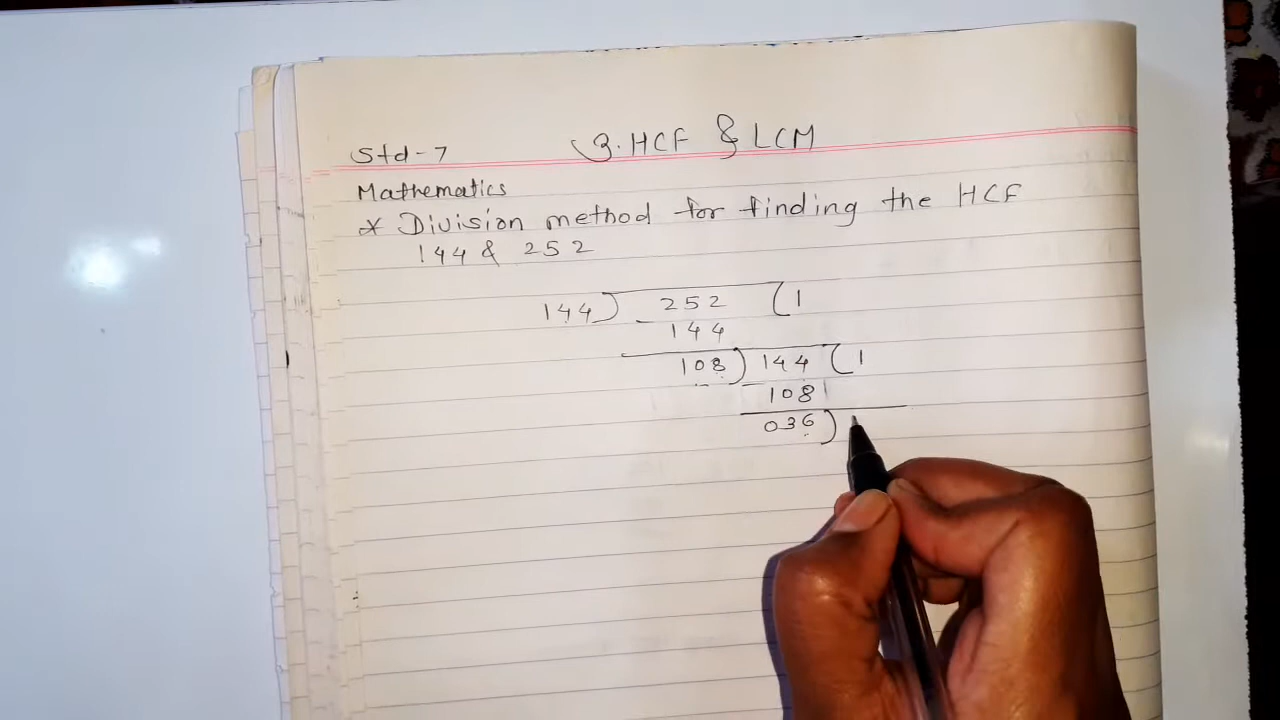 Std-7
3. HCF & LCM
Mathematics
* Division method for finding the HCF
144 & 252
144) 252 (1
144
108) 144 (1
108
036)